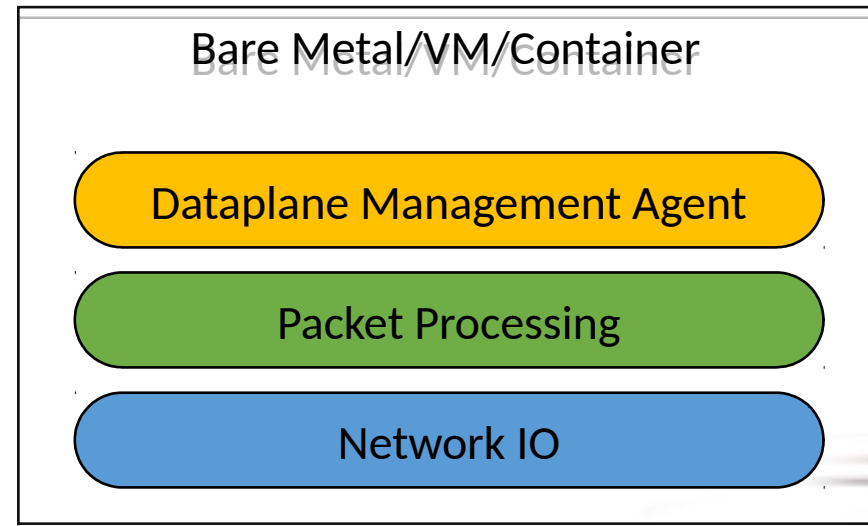 Bare Metal/VM/Container
Dataplane Management Agent
Packet Processing
Network IO